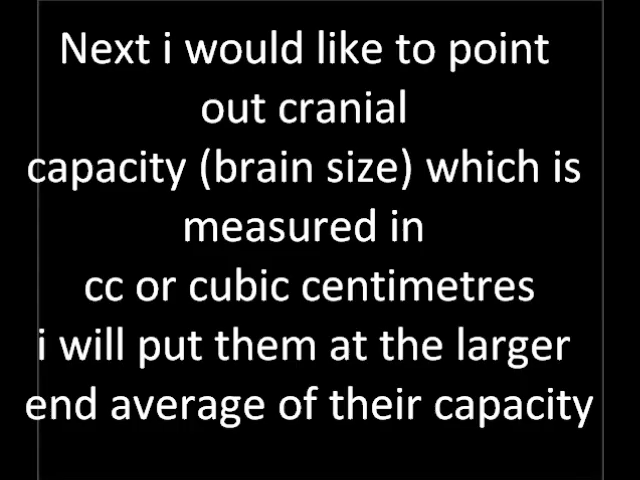 Next i would like to point
out cranial
capacity (brain size) which is
measured in
cc or cubic centimetres
i will put them at the larger
end average of their capacity